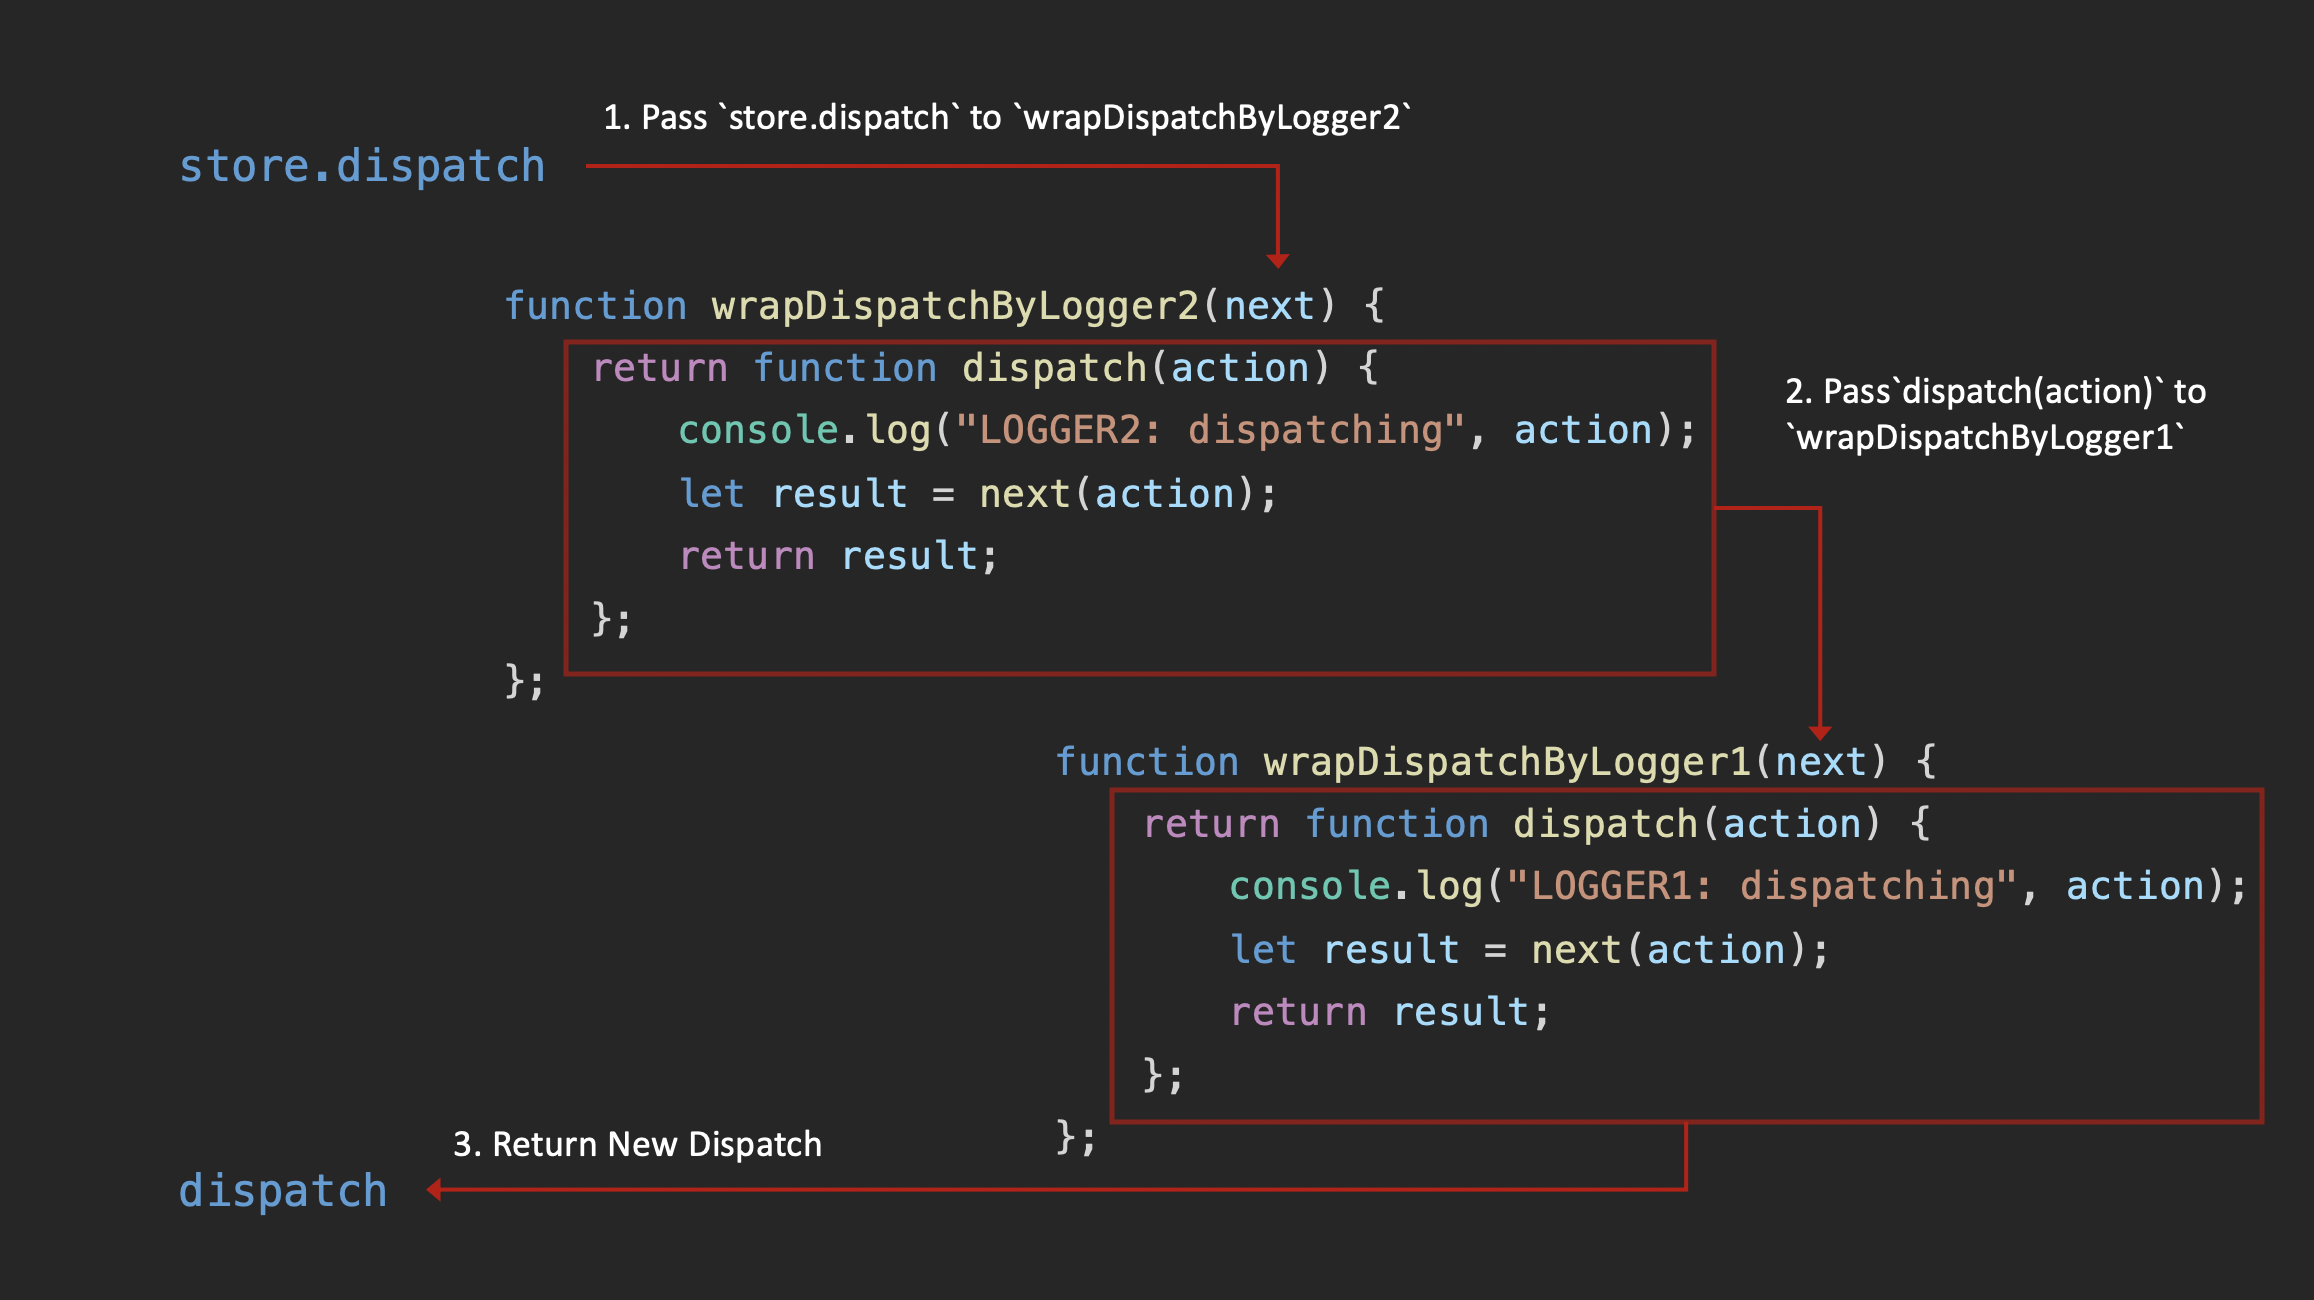 1. Pass `store.dispatch` to `wrapDispatchByLogger2`
store.dispatch
function wrapDispatchByLogger2(next) {
return function dispatch(action) {
console.log("LOGGER2: dispatching", action);
let result = next(action);
return result;
};
};
2. Pass`dispatch(action)` to
`wrapDispatchByLogger1`
function wrapDispatchByLogger1(next) {
return function dispatch(action) {
console.log("LOGGER1: dispatching", action);
let result = next(action);
return result;
};
};
3. Return New Dispatch
dispatch